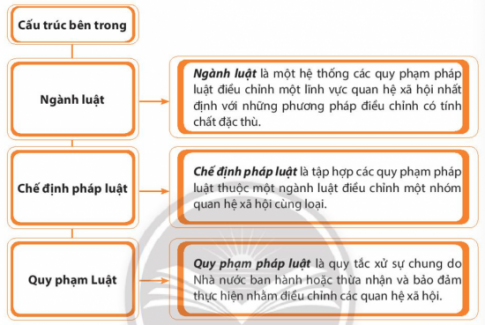 Cấu trúc bên trong
Ngành luật
Ngành luật là một hệ thống các quy phạm pháp
luật điều chỉnh một lĩnh vực quan hệ xã hội nhất
định với những phương pháp điều chỉnh có tính
chất đặc thù.
Chế định pháp luật
Chế định pháp luật là tập hợp các quy phạm pháp
luật thuộc một ngành luật điều chỉnh một nhóm
quan hệ xã hội cùng loại.
Quy phạm Luật
Quy phạm pháp luật là quy tắc xử sự chung do
Nhà nước ban hành hoặc thừa nhận và bảo đảm
thực hiện nhằm điều chỉnh các quan hệ xã hội.